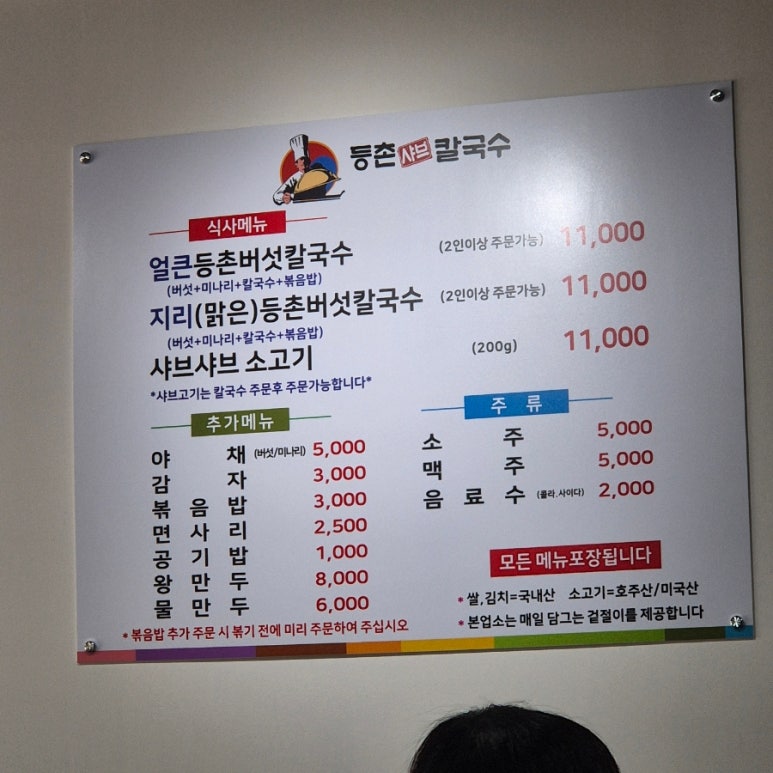 등촌 샤브 칼국수
식사메뉴
얼큰등촌버섯칼국수 (2인이상 주문가능) 11,000
(버섯+미나리+칼국수+볶음밥)
지리(맑은)등촌버섯칼국수 (2인이상 주문가능) 11,000
(버섯+미나리+칼국수+볶음밥)
샤브샤브 소고기 (200g) 11,000
*샤브고기는 칼국수 주문후 주문가능합니다*
추가메뉴
야 채 (버섯/미나리) 5,000
감 자 3,000
볶 음 밥 3,000
면 사 리 2,500
공 기 밥 1,000
왕 만 두 8,000
물 만 두 6,000
* 볶음밥 추가 주문 시 볶기 전에 미리 주문하여 주십시오
주 류
소 주 5,000
맥 주 5,000
음 료 수 (콜라.사이다) 2,000
모든 메뉴포장됩니다
* 쌀,김치=국내산 소고기=호주산/미국산
* 본업소는 매일 담그는 겉절이를 제공합니다